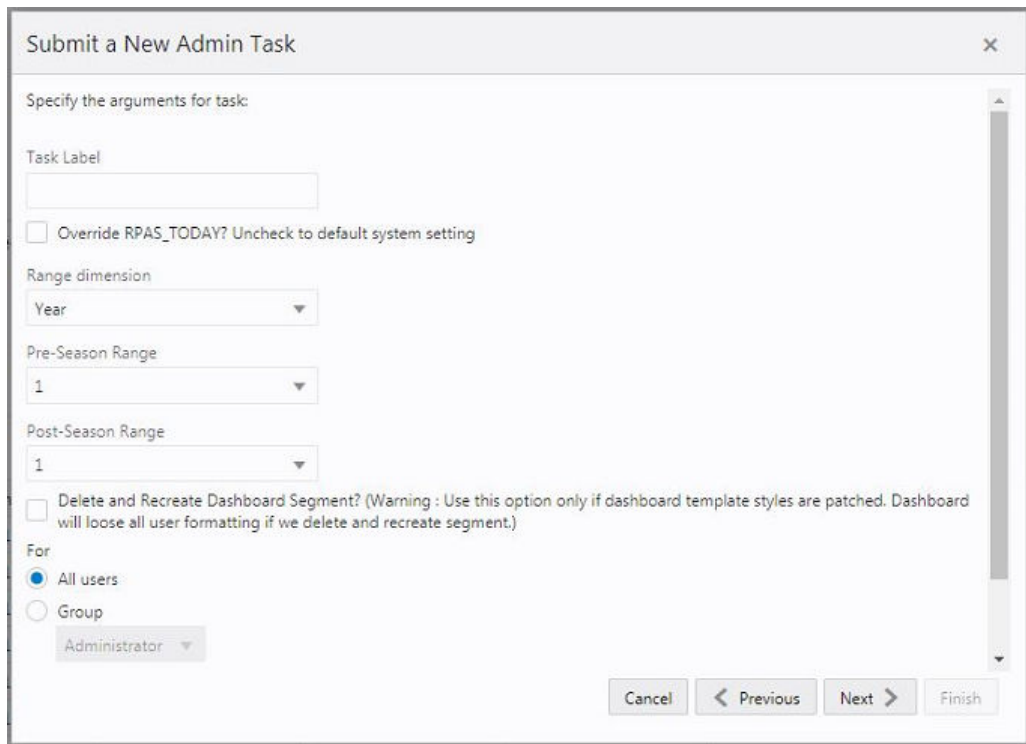 Submit a New Admin Task
Specify the arguments for task:
Task Label
Override RPAS_TODAY? Uncheck to default system setting
Range dimension
Year
Pre-Season Range
1
Post-Season Range
1
Delete and Recreate Dashboard Segment? (Warning : Use this option only if dashboard template styles are patched. Dashboard
will loose all user formatting if we delete and recreate segment.)
For
All users
Group
Administrator
Cancel Previous Next Finish